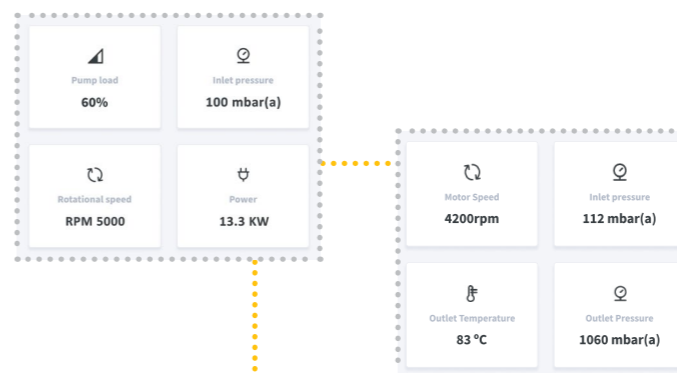 Pump load
60%
Inlet pressure
100 mbar(a)
Rotational speed
RPM 5000
Power
13.3 KW
Motor Speed
4200rpm
Inlet pressure
112 mbar(a)
Outlet Temperature
83 ºC
Outlet Pressure
1060 mbar(a)